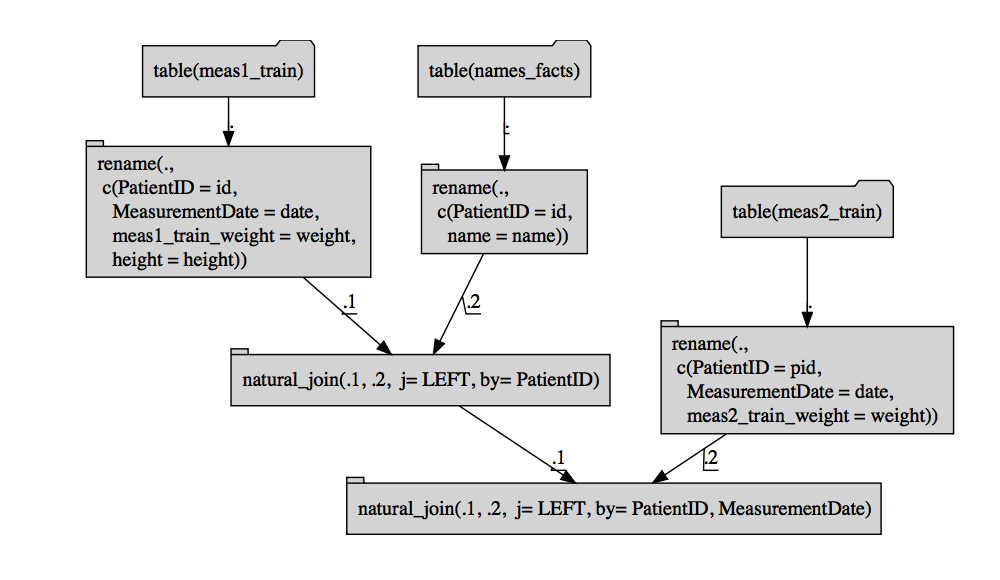 table(meas1_train)
table(names_facts)
.
.
rename(.,
c(PatientID = id,
MeasurementDate = date,
meas1_train_weight = weight,
height = height))
rename(.,
c(PatientID = id,
name = name))
table(meas2_train)
.1
.2
.
rename(.,
c(PatientID = pid,
MeasurementDate = date,
meas2_train_weight = weight))
natural_join(.1, .2, j= LEFT, by= PatientID)
.1
.2
natural_join(.1, .2, j= LEFT, by= PatientID, MeasurementDate)